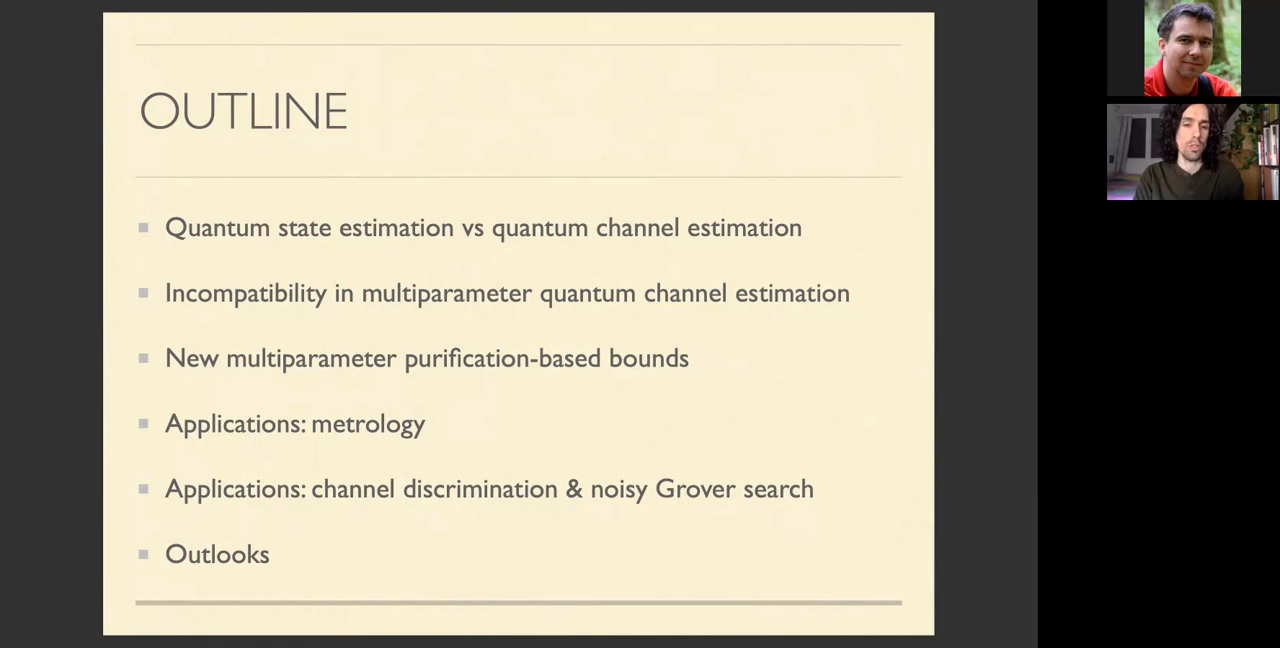 OUTLINE
Quantum state estimation vs quantum channel estimation
Incompatibility in multiparameter quantum channel estimation
New multiparameter purification-based bounds
Applications: metrology
Applications: channel discrimination & noisy Grover search
Outlooks